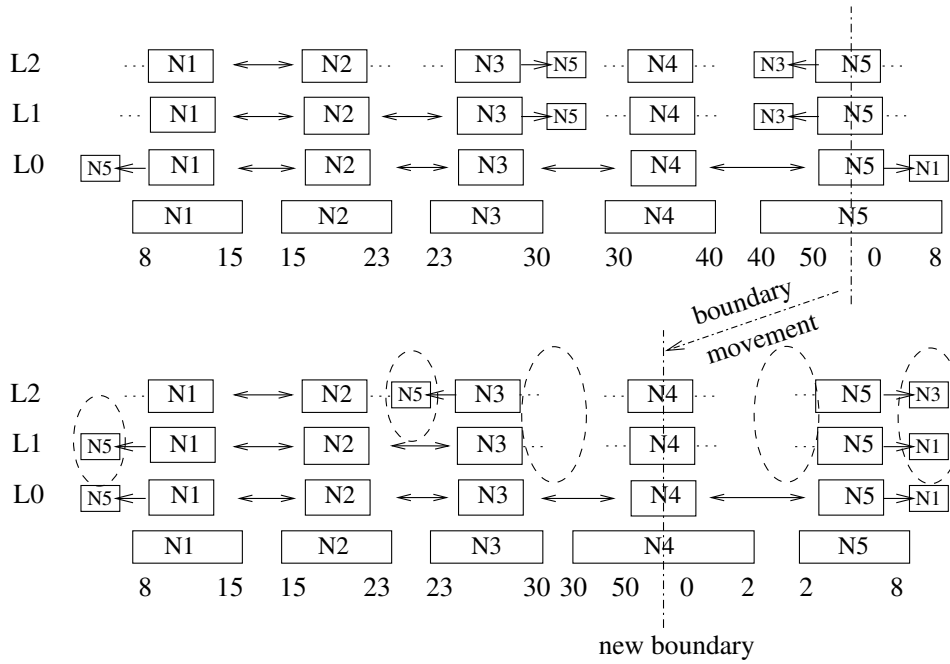 L2 ... N1 N2 ... ... N3 N5 ... N4 ... N3 N5 ...
L1 ... N1 N2 N3 N5 ... N4 ... N3 N5 ...
L0 N5 N1 N2 N3 N4 N5 N1
N1 N2 N3 N4 N5
8 15 15 23 23 30 30 40 40 50 0 8
boundary
movement
L2 ... N1 N2 ... N5 N3 ... ... N4 ... ... N5 N3
L1 N5 N1 N2 N3 ... ... N4 ... ... N5 N1
L0 N5 N1 N2 N3 N4 N5 N1
N1 N2 N3 N4 N5
8 15 15 23 23 30 30 50 0 2 2 8
new boundary